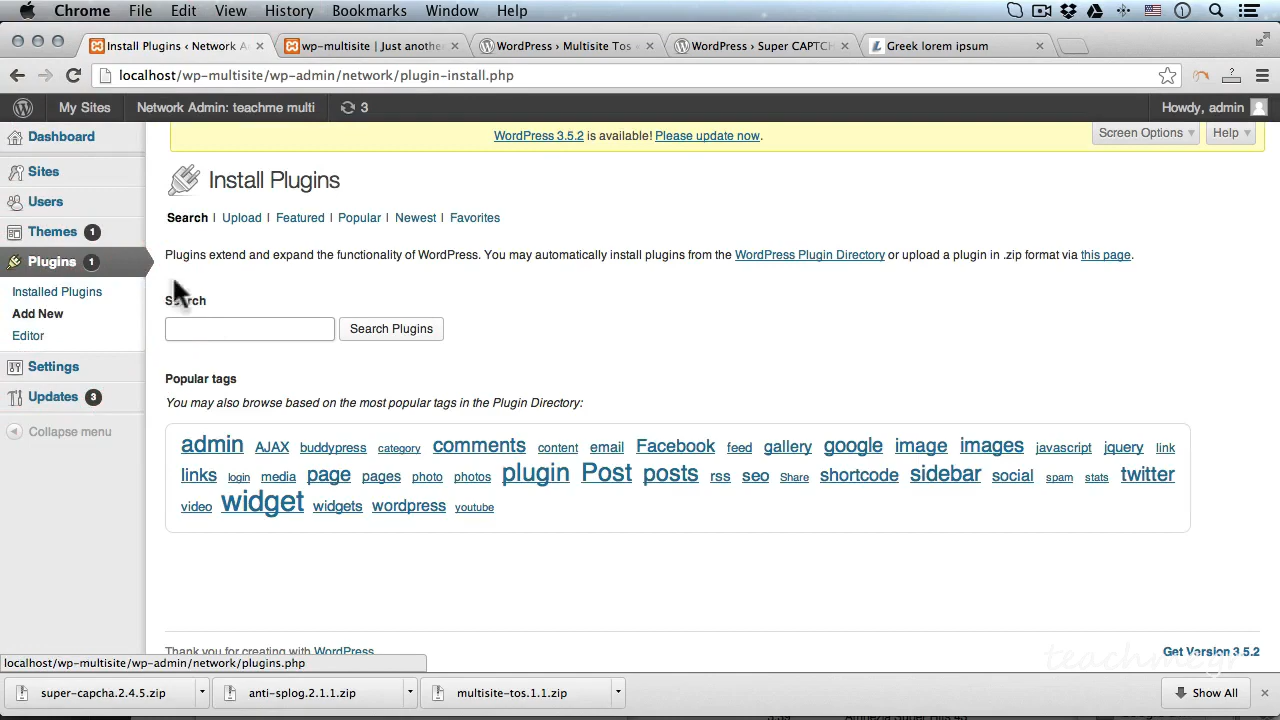 Chrome File Edit View History Bookmarks Window Help
Install Plugins ‹ Network A
wp-multisite | Just anothe
WordPress › Multisite Tos «
WordPress › Super CAPTCH
Greek lorem ipsum
localhost/wp-multisite/wp-admin/network/plugin-install.php
My Sites Network Admin: teachme multi 3 Howdy, admin
Dashboard
Sites
Users
Themes 1
Plugins 1
Installed Plugins
Add New
Editor
Settings
Updates 3
Collapse menu
WordPress 3.5.2 is available! Please update now.
Screen Options Help
Install Plugins
Search | Upload | Featured | Popular | Newest | Favorites
Plugins extend and expand the functionality of WordPress. You may automatically install plugins from the WordPress Plugin Directory or upload a plugin in .zip format via this page.
Search
Search Plugins
Popular tags
You may also browse based on the most popular tags in the Plugin Directory:
admin AJAX buddypress category comments content email Facebook feed gallery google image images javascript jquery link
links login media page pages photo photos plugin Post posts rss seo Share shortcode sidebar social spam stats twitter
video widget widgets wordpress youtube
Thank you for creating with WordPress
Get Version 3.5.2
teachme.gr
localhost/wp-multisite/wp-admin/network/plugins.php
super-capcha.2.4.5.zip
anti-splog.2.1.1.zip
multisite-tos.1.1.zip
Show All